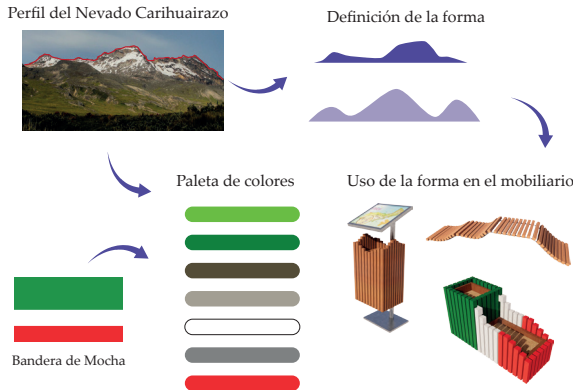 Perfil del Nevado Carihuairazo
Definición de la forma
Paleta de colores
Uso de la forma en el mobiliario
Bandera de Mocha